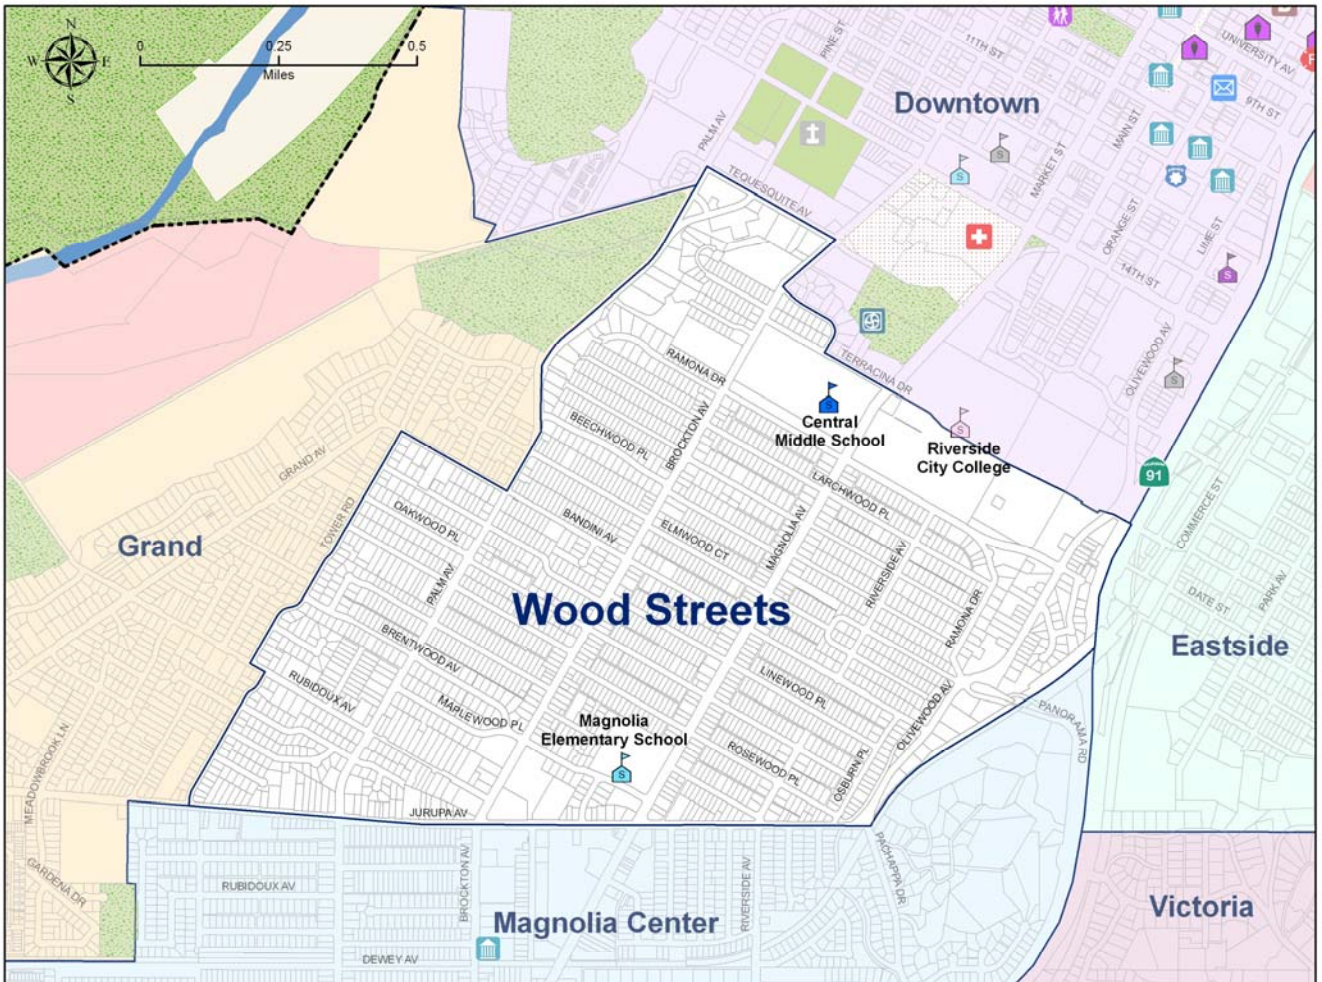 N
W E
S
0 0.25 0.5
Miles
PINE ST
11TH ST
UNIVERSITY AV
9TH ST
Downtown
PALM AV
MAIN ST
MARKET ST
TEQUESQUITE AV
ORANGE ST
LIME ST
14TH ST
S
S
S
S
OLIVEWOOD AV
TERRACINA DR
RAMONA DR
S
Central
Middle School
S
Riverside
City College
BROCKTON AV
BEECHWOOD PL
GRAND AV
TOWER RD
91
LARCHWOOD PL
COMMERCE ST
OAKWOOD PL
BANDINI AV
ELMWOOD CT
MAGNOLIA AV
Grand
RIVERSIDE AV
PALM AV
DATE ST
PARK AV
Wood Streets
RAMONA DR
Eastside
BRENTWOOD AV
RUBIDOUX AV
LINEWOOD PL
MAPLEWOOD PL
OLIVEWOOD AV
PANORAMA RD
Magnolia
Elementary School
S
ROSEWOOD PL
OSBURN PL
MEADOWBROOK LN
JURUPA AV
GARDENA DR
RUBIDOUX AV
BROCKTON AV
RIVERSIDE AV
PACHAPPA DR
Magnolia Center
Victoria
DEWEY AV